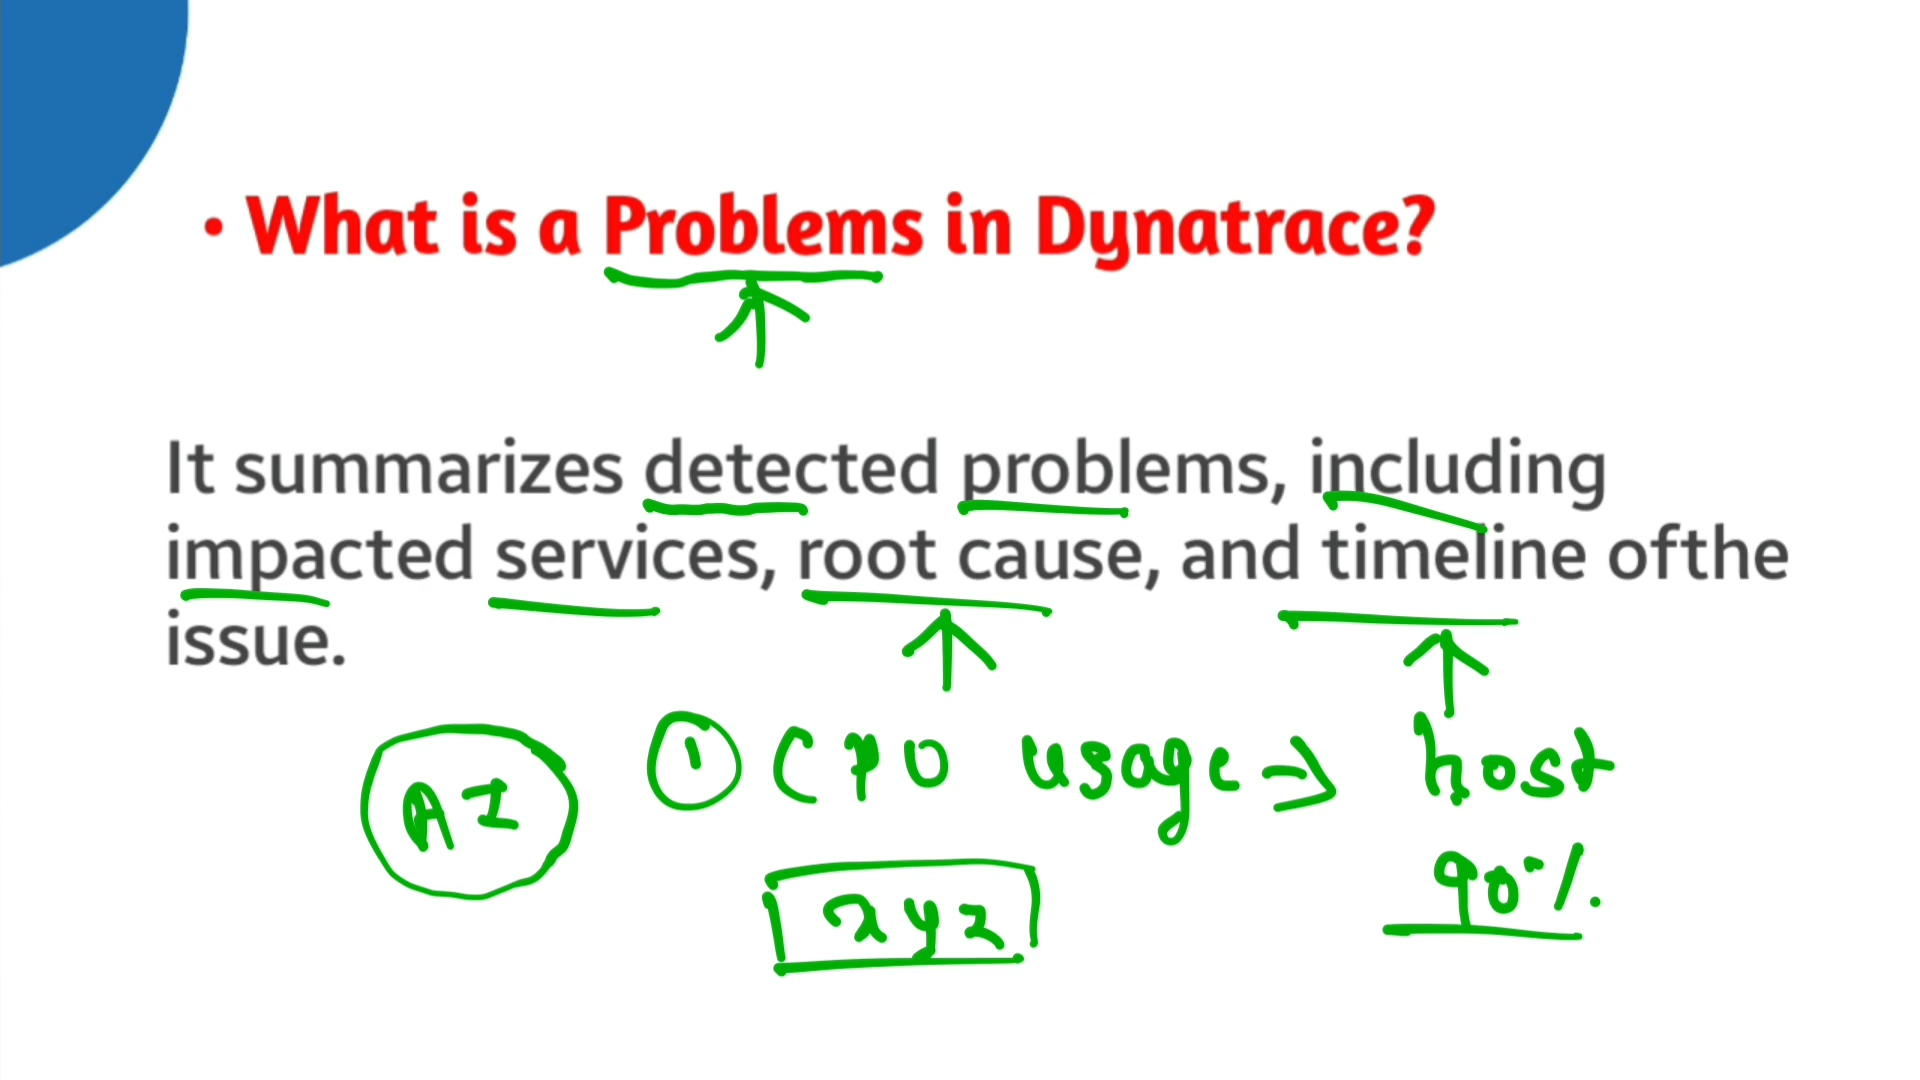 • What is a Problems in Dynatrace?
It summarizes detected problems, including
impacted services, root cause, and timeline ofthe
issue.
AI
① CPU usage → host
90%.
xyz